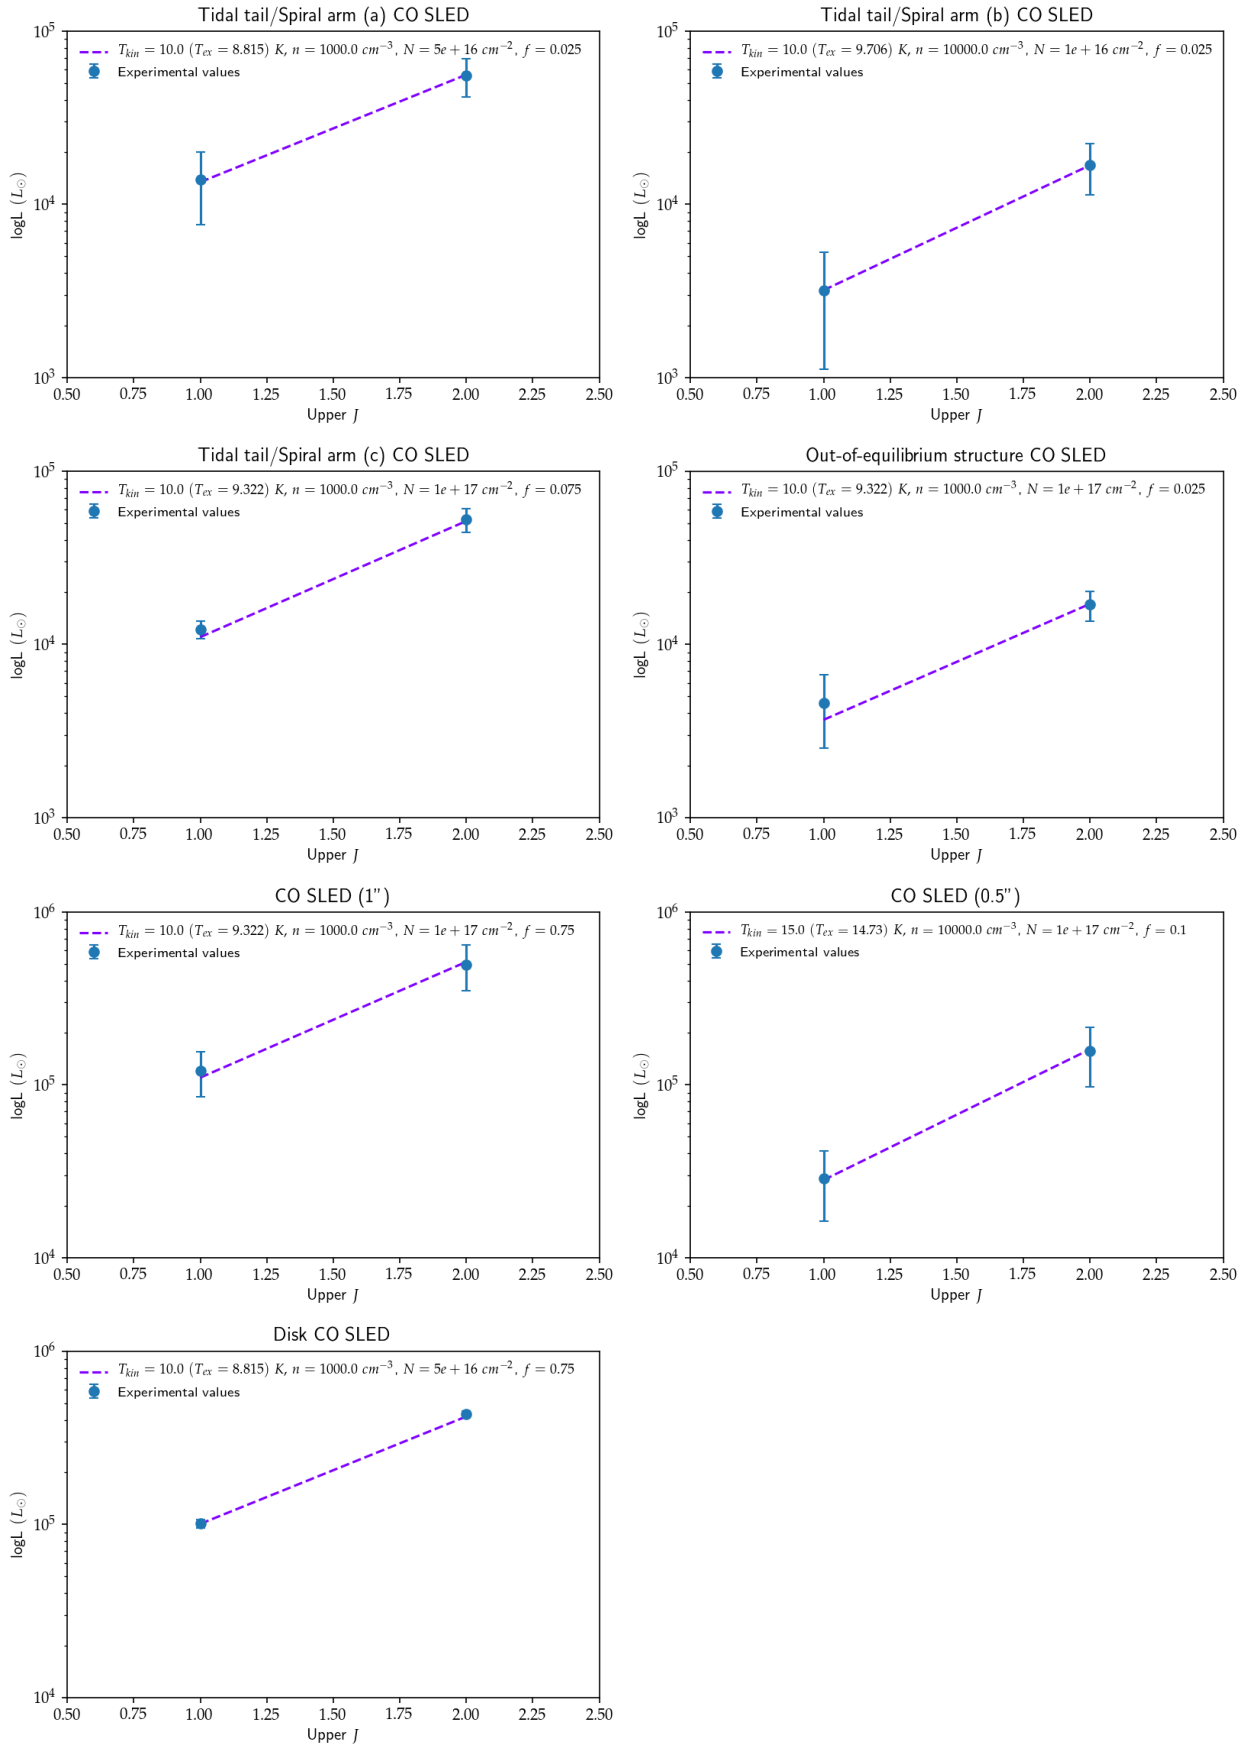 Tidal tail/Spiral arm (a) CO SLED
T_kin = 10.0 (T_ex = 8.815) K, n = 1000.0 cm^−3, N = 5e + 16 cm^−2, f = 0.025
Experimental values
10^5
10^4
10^3
logL (L_⊙)
0.50 0.75 1.00 1.25 1.50 1.75 2.00 2.25 2.50
Upper J
Tidal tail/Spiral arm (b) CO SLED
T_kin = 10.0 (T_ex = 9.706) K, n = 10000.0 cm^−3, N = 1e + 16 cm^−2, f = 0.025
Experimental values
10^5
10^4
10^3
logL (L_⊙)
0.50 0.75 1.00 1.25 1.50 1.75 2.00 2.25 2.50
Upper J
Tidal tail/Spiral arm (c) CO SLED
T_kin = 10.0 (T_ex = 9.322) K, n = 1000.0 cm^−3, N = 1e + 17 cm^−2, f = 0.075
Experimental values
10^5
10^4
10^3
logL (L_⊙)
0.50 0.75 1.00 1.25 1.50 1.75 2.00 2.25 2.50
Upper J
Out-of-equilibrium structure CO SLED
T_kin = 10.0 (T_ex = 9.322) K, n = 1000.0 cm^−3, N = 1e + 17 cm^−2, f = 0.025
Experimental values
10^5
10^4
10^3
logL (L_⊙)
0.50 0.75 1.00 1.25 1.50 1.75 2.00 2.25 2.50
Upper J
CO SLED (1")
T_kin = 10.0 (T_ex = 9.322) K, n = 1000.0 cm^−3, N = 1e + 17 cm^−2, f = 0.75
Experimental values
10^6
10^5
10^4
logL (L_⊙)
0.50 0.75 1.00 1.25 1.50 1.75 2.00 2.25 2.50
Upper J
CO SLED (0.5")
T_kin = 15.0 (T_ex = 14.73) K, n = 10000.0 cm^−3, N = 1e + 17 cm^−2, f = 0.1
Experimental values
10^6
10^5
10^4
logL (L_⊙)
0.50 0.75 1.00 1.25 1.50 1.75 2.00 2.25 2.50
Upper J
Disk CO SLED
T_kin = 10.0 (T_ex = 8.815) K, n = 1000.0 cm^−3, N = 5e + 16 cm^−2, f = 0.75
Experimental values
10^6
10^5
10^4
logL (L_⊙)
0.50 0.75 1.00 1.25 1.50 1.75 2.00 2.25 2.50
Upper J